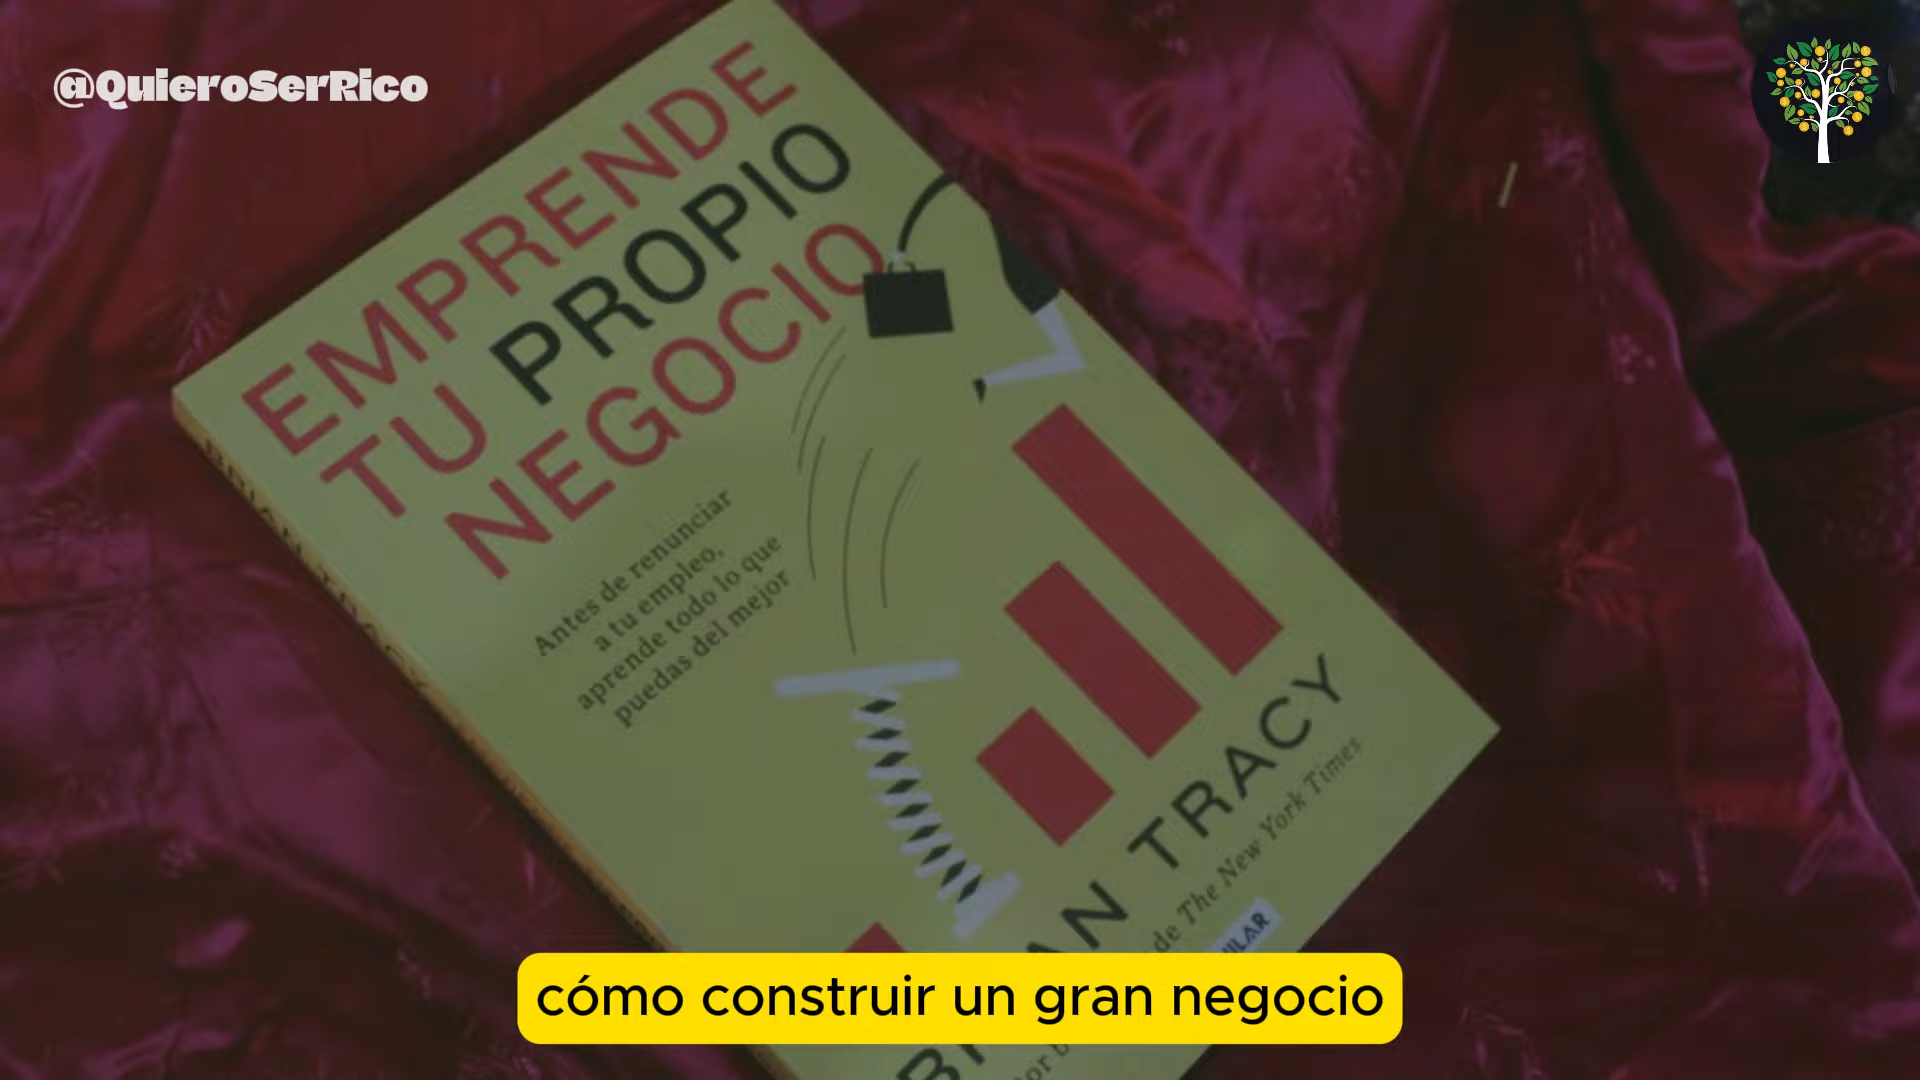 @QuieroSerRico
EMPRENDE
TU PROPIO
NEGOCIO
Antes de renunciar
a tu empleo,
aprende todo lo que
puedas del mejor
TRACY
de The New York Times
cómo construir un gran negocio